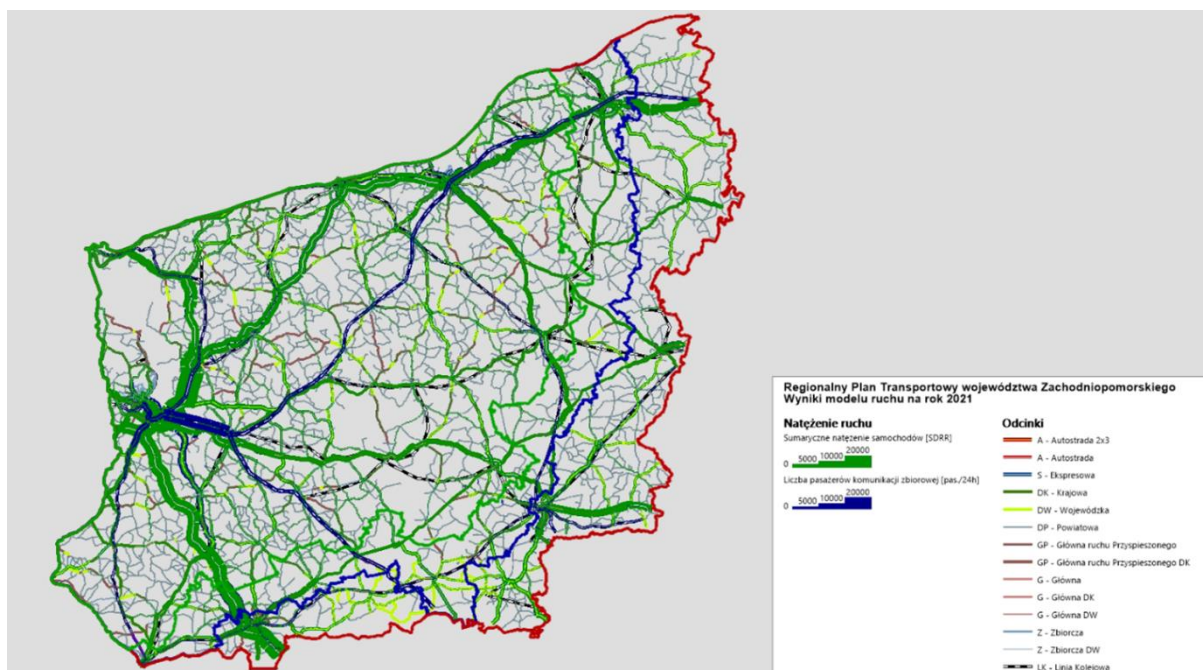 Regionalny Plan Transportowy województwa Zachodniopomorskiego
Wyniki modelu ruchu na rok 2021
Natężenie ruchu
Sumaryczne natężenie samochodów [SDRR]
0 5000 10000 20000
Liczba pasażerów komunikacji zbiorowej [pas./24h]
0 5000 10000 20000
Odcinki
A - Autostrada 2x3
A - Autostrada
S - Ekspresowa
DK - Krajowa
DW - Wojewódzka
DP - Powiatowa
GP - Główna ruchu Przyspieszonego
GP - Główna ruchu Przyspieszonego DK
G - Główna
G - Główna DK
G - Główna DW
Z - Zbiorcza
Z - Zbiorcza DW
LK - Linia Kolejowa